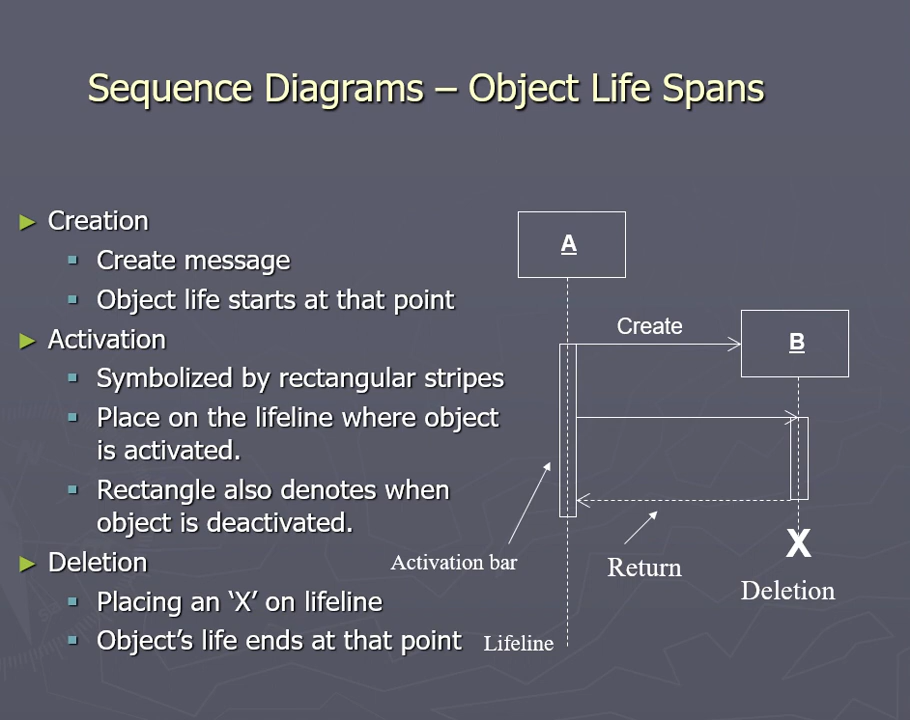 Sequence Diagrams – Object Life Spans
► Creation
▪ Create message
▪ Object life starts at that point
► Activation
▪ Symbolized by rectangular stripes
▪ Place on the lifeline where object
is activated.
▪ Rectangle also denotes when
object is deactivated.
► Deletion
▪ Placing an ‘X’ on lifeline
▪ Object’s life ends at that point
A
Create
B
Activation bar
Return
X
Deletion
Lifeline